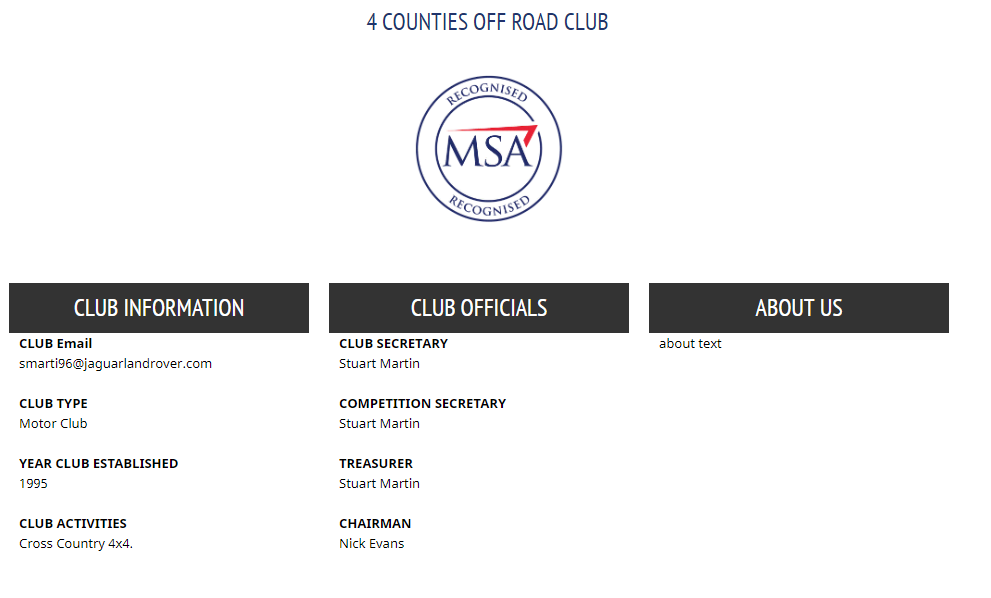 4 COUNTIES OFF ROAD CLUB
RECOGNISED
MSA
RECOGNISED
CLUB INFORMATION
CLUB Email
smarti96@jaguarlandrover.com
CLUB TYPE
Motor Club
YEAR CLUB ESTABLISHED
1995
CLUB ACTIVITIES
Cross Country 4x4.
CLUB OFFICIALS
CLUB SECRETARY
Stuart Martin
COMPETITION SECRETARY
Stuart Martin
TREASURER
Stuart Martin
CHAIRMAN
Nick Evans
ABOUT US
about text